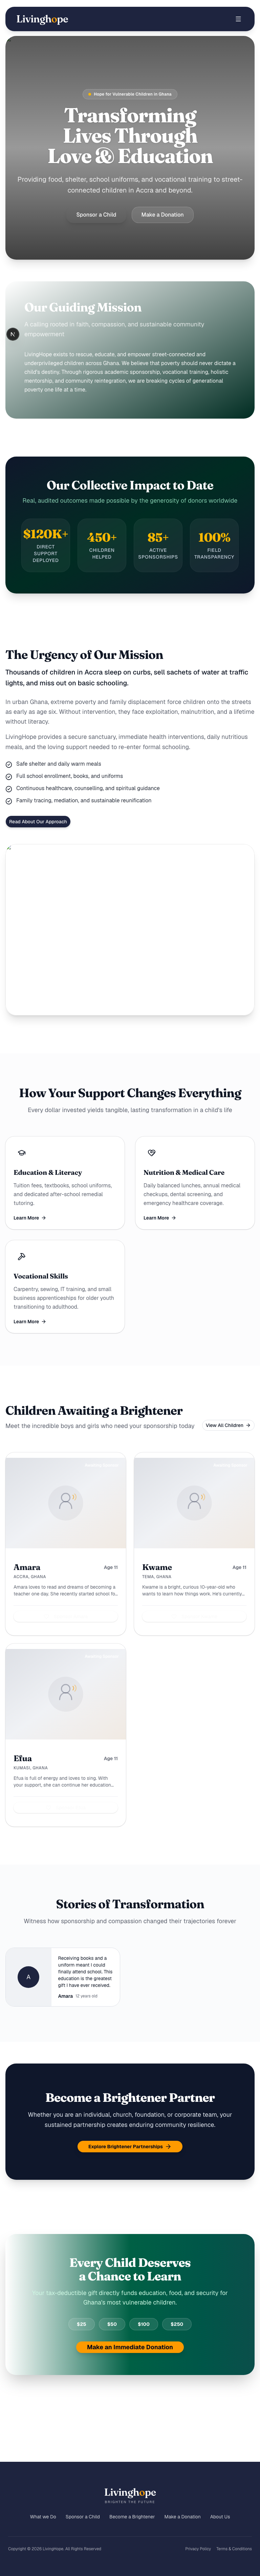 Livinghope
Hope for Vulnerable Children in Ghana
Transforming
Lives Through
Love & Education
Providing food, shelter, school uniforms, and vocational training to street-
connected children in Accra and beyond.
Sponsor a Child
Make a Donation
Our Guiding Mission
A calling rooted in faith, compassion, and sustainable community
empowerment
LivingHope exists to rescue, educate, and empower street-connected and
underprivileged children across Ghana. We believe that poverty should never dictate a
child's destiny. Through rigorous academic sponsorship, vocational training, holistic
mentorship, and community reintegration, we are breaking cycles of generational
poverty one life at a time.
Our Collective Impact to Date
Real, audited outcomes made possible by the generosity of donors worldwide
$120K+
DIRECT
SUPPORT
DEPLOYED
450+
CHILDREN
HELPED
85+
ACTIVE
SPONSORSHIPS
100%
FIELD
TRANSPARENCY
The Urgency of Our Mission
Thousands of children in Accra sleep on curbs, sell sachets of water at traffic
lights, and miss out on basic schooling.
In urban Ghana, extreme poverty and family displacement force children onto the streets
as early as age six. Without intervention, they face exploitation, malnutrition, and a lifetime
without literacy.
LivingHope provides a secure sanctuary, immediate health interventions, daily nutritious
meals, and the loving support needed to re-enter formal schooling.
Safe shelter and daily warm meals
Full school enrollment, books, and uniforms
Continuous healthcare, counselling, and spiritual guidance
Family tracing, mediation, and sustainable reunification
Read About Our Approach
How Your Support Changes Everything
Every dollar invested yields tangible, lasting transformation in a child's life
Education & Literacy
Tuition fees, textbooks, school uniforms,
and dedicated after-school remedial
tutoring.
Learn More
Nutrition & Medical Care
Daily balanced lunches, annual medical
checkups, dental screening, and
emergency healthcare coverage.
Learn More
Vocational Skills
Carpentry, sewing, IT training, and small
business apprenticeships for older youth
transitioning to adulthood.
Learn More
Children Awaiting a Brightener
Meet the incredible boys and girls who need your sponsorship today
View All Children
Amara
Age 11
ACCRA, GHANA
Amara loves to read and dreams of becoming a
teacher one day. She recently started school fo...
Kwame
Age 11
TEMA, GHANA
Kwame is a bright, curious 10-year-old who
wants to learn how things work. He's currently...
Efua
Age 11
KUMASI, GHANA
Efua is full of energy and loves to sing. With
your support, she can continue her education...
Stories of Transformation
Witness how sponsorship and compassion changed their trajectories forever
A
Receiving books and a
uniform meant I could
finally attend school. This
education is the greatest
gift I have ever received.
Amara 12 years old
Become a Brightener Partner
Whether you are an individual, church, foundation, or corporate team, your
sustained partnership creates enduring community resilience.
Explore Brightener Partnerships
Every Child Deserves
a Chance to Learn
Your tax-deductible gift directly funds education, food, and security for
Ghana's most vulnerable children.
$25
$50
$100
$250
Make an Immediate Donation
Livinghope
BRIGHTEN THE FUTURE
What we Do
Sponsor a Child
Become a Brightener
Make a Donation
About Us
Copyright © 2026 Livinghope. All Rights Reserved
Privacy Policy
Terms & Conditions